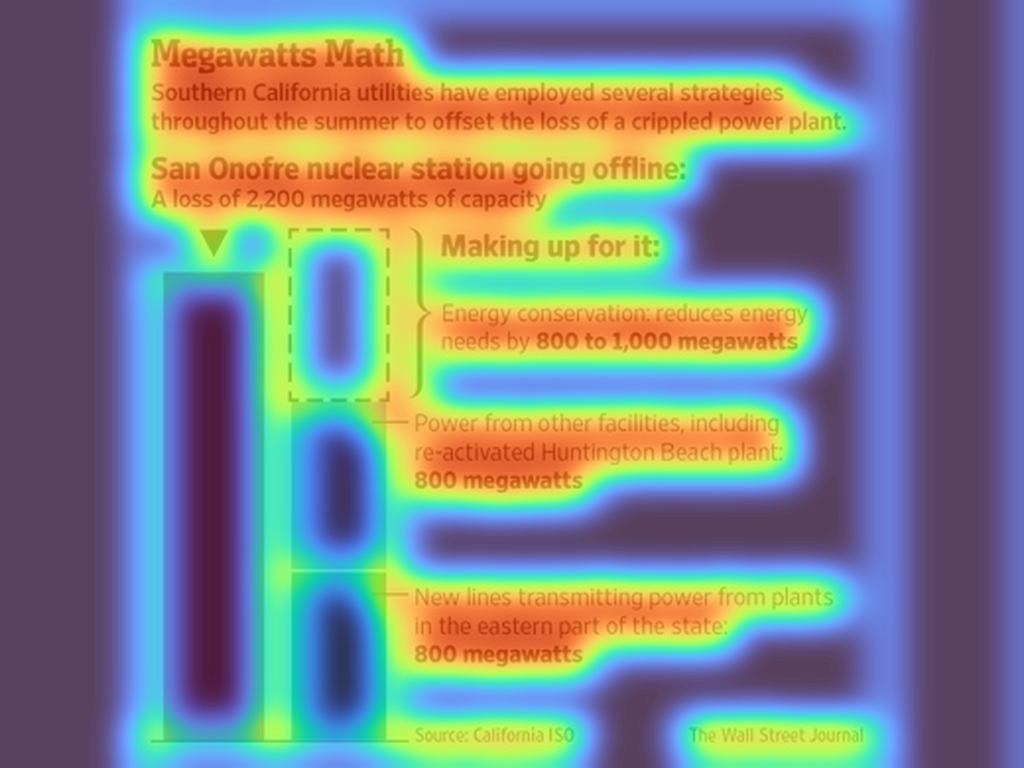 Megawatts Math
Southern California utilities have employed several strategies
throughout the summer to offset the loss of a crippled power plant.
San Onofre nuclear station going offline:
A loss of 2,200 megawatts of capacity
Making up for it:
Energy conservation: reduces energy
needs by 800 to 1,000 megawatts
Power from other facilities, including
re-activated Huntington Beach plant:
800 megawatts
New lines transmitting power from plants
in the eastern part of the state:
800 megawatts
Source: California ISO
The Wall Street Journal